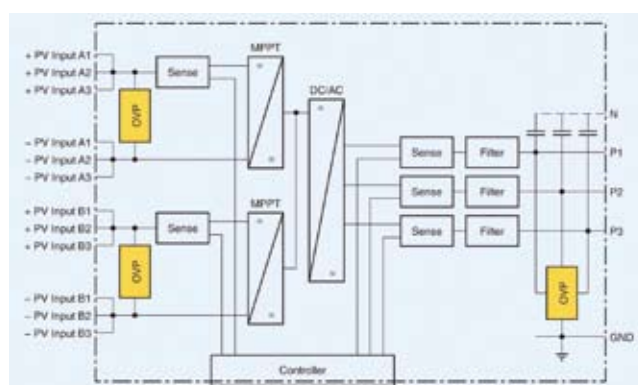 MPPT
+ PV Input A1
+ PV Input A2
+ PV Input A3
Sense
DC/AC
OVP
N
– PV Input A1
– PV Input A2
– PV Input A3
Sense
Filter
P1
MPPT
Sense
Filter
P2
+ PV Input B1
+ PV Input B2
+ PV Input B3
Sense
Sense
Filter
P3
OVP
OVP
– PV Input B1
– PV Input B2
– PV Input B3
GND
Controller